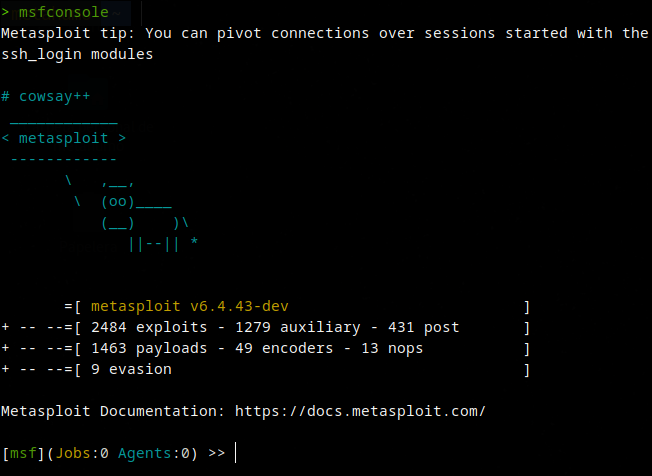 > msfconsole
Metasploit tip: You can pivot connections over sessions started with the
ssh_login modules
# cowsay++
 ____________
< metasploit >
 ------------
       \   ,__,
        \  (oo)____
           (__)    )\
              ||--|| *
       =[ metasploit v6.4.43-dev                          ]
+ -- --=[ 2484 exploits - 1279 auxiliary - 431 post       ]
+ -- --=[ 1463 payloads - 49 encoders - 13 nops           ]
+ -- --=[ 9 evasion                                       ]
Metasploit Documentation: https://docs.metasploit.com/
[msf](Jobs:0 Agents:0) >>